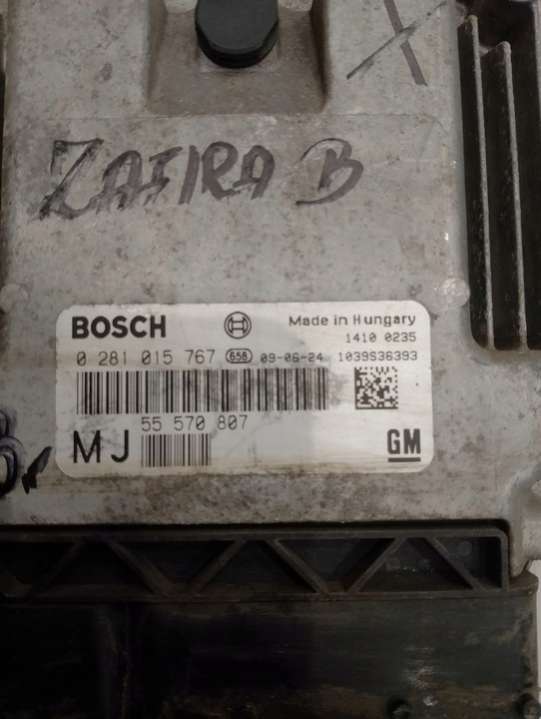 ZAFIRA B
BOSCH Made in Hungary
1410 0235
0 281 015 767 656 09-06-24 1039S36393
55 570 807
MJ GM